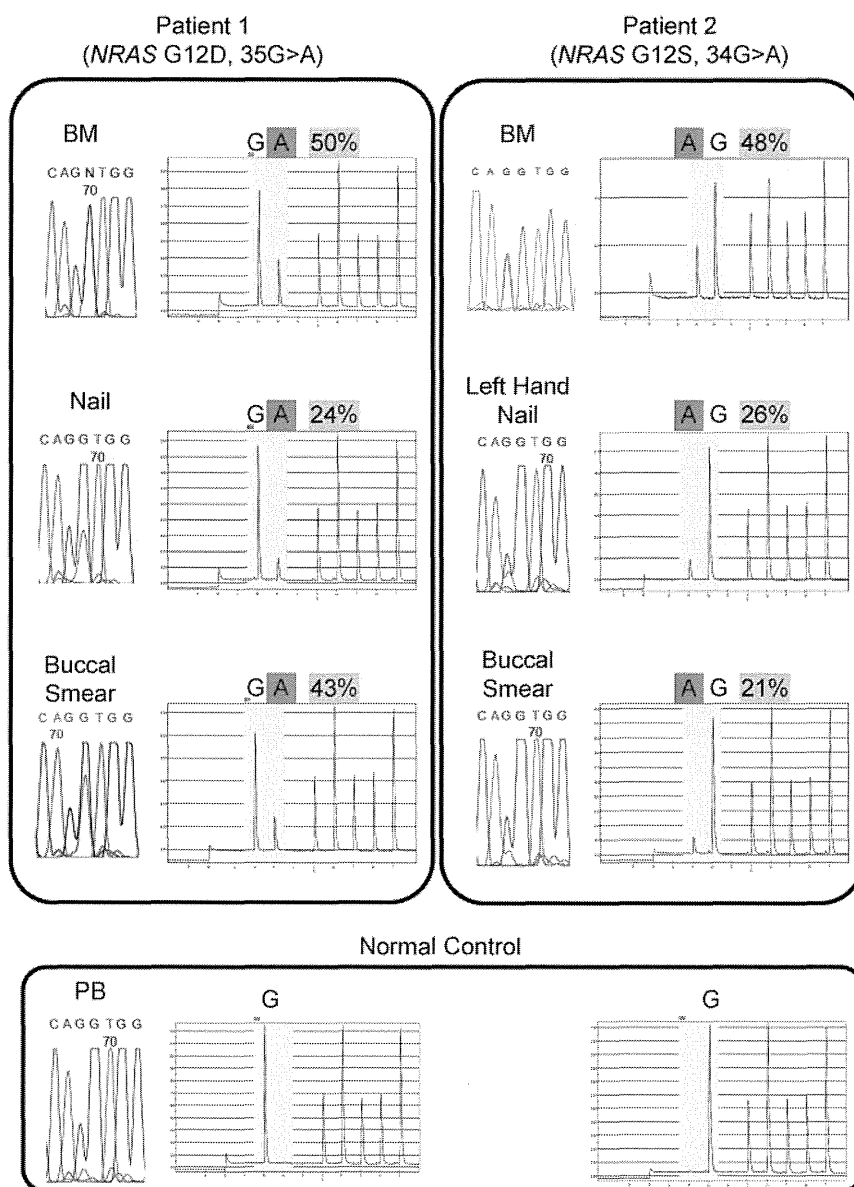 Patient 1
(NRAS G12D, 35G>A)
BM
G A 50%
CAGNTGG
70
Nail
G A 24%
CAGGTGG
70
Buccal
Smear
G A 43%
CAGGTGG
70
Patient 2
(NRAS G12S, 34G>A)
BM
A G 48%
CAGGTGG
Left Hand
Nail
A G 26%
CAGGTGG
70
Buccal
Smear
A G 21%
CAGGTGG
70
Normal Control
PB
G
CAGGTGG
70
G